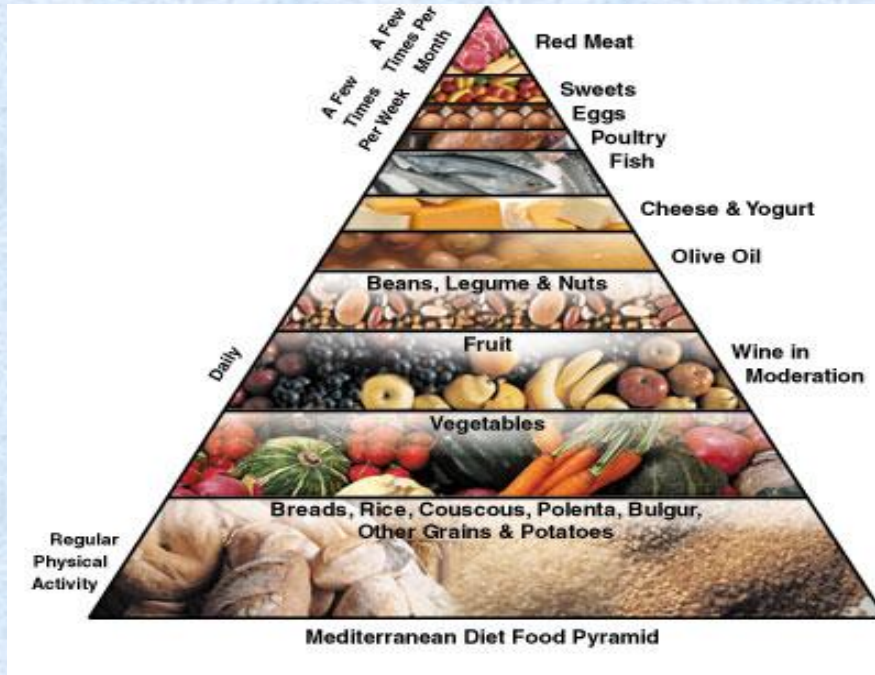 A Few
Times Per
Month
Red Meat
A Few
Times
Per Week
Sweets
Eggs
Poultry
Fish
Cheese & Yogurt
Olive Oil
Beans, Legume & Nuts
Daily
Fruit
Wine in
Moderation
Vegetables
Breads, Rice, Couscous, Polenta, Bulgur,
Other Grains & Potatoes
Regular
Physical
Activity
Mediterranean Diet Food Pyramid